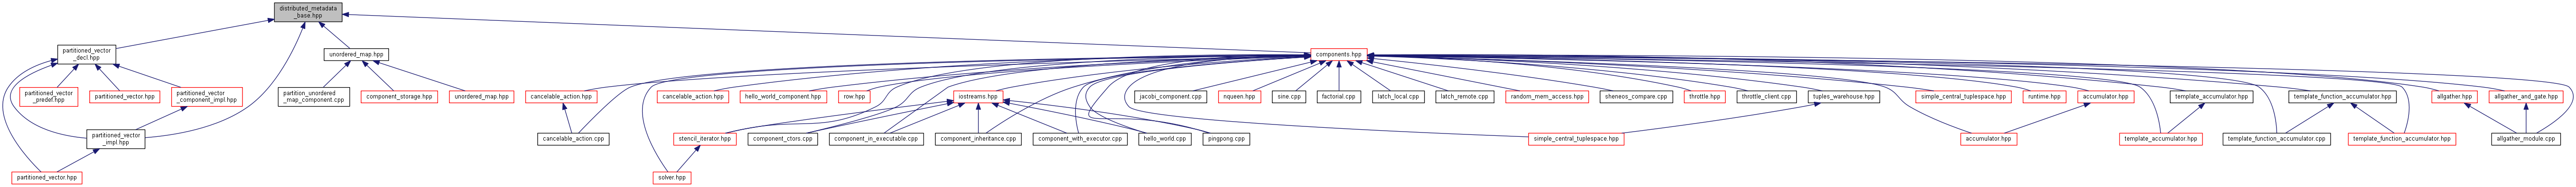 distributed_metadata
_base.hpp
partitioned_vector
_decl.hpp
unordered_map.hpp
components.hpp
partitioned_vector
_predef.hpp
partitioned_vector.hpp
partitioned_vector
_component_impl.hpp
partition_unordered
_map_component.cpp
component_storage.hpp
unordered_map.hpp
cancelable_action.hpp
cancelable_action.hpp
hello_world_component.hpp
row.hpp
iostreams.hpp
jacobi_component.cpp
nqueen.hpp
sine.cpp
factorial.cpp
latch_local.cpp
latch_remote.cpp
random_mem_access.hpp
sheneos_compare.cpp
throttle.hpp
throttle_client.cpp
tuples_warehouse.hpp
simple_central_tuplespace.hpp
runtime.hpp
accumulator.hpp
template_accumulator.hpp
template_function_accumulator.hpp
allgather.hpp
allgather_and_gate.hpp
partitioned_vector
_impl.hpp
cancelable_action.cpp
stencil_iterator.hpp
component_ctors.cpp
component_in_executable.cpp
component_inheritance.cpp
component_with_executor.cpp
hello_world.cpp
pingpong.cpp
simple_central_tuplespace.hpp
accumulator.hpp
template_accumulator.hpp
template_function_accumulator.cpp
template_function_accumulator.hpp
allgather_module.cpp
partitioned_vector.hpp
solver.hpp